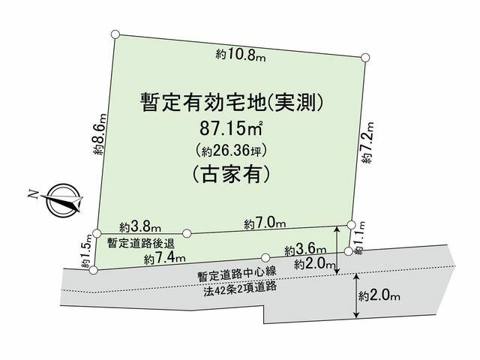 約10.8m
暫定有効宅地(実測)
87.15㎡
(約26.36坪)
(古家有)
約8.6m
約7.2m
N
約3.8m
約7.0m
暫定道路後退
約1.5m
約7.4m
約3.6m
約1.1m
約2.0m
暫定道路中心線
法42条2項道路
約2.0m